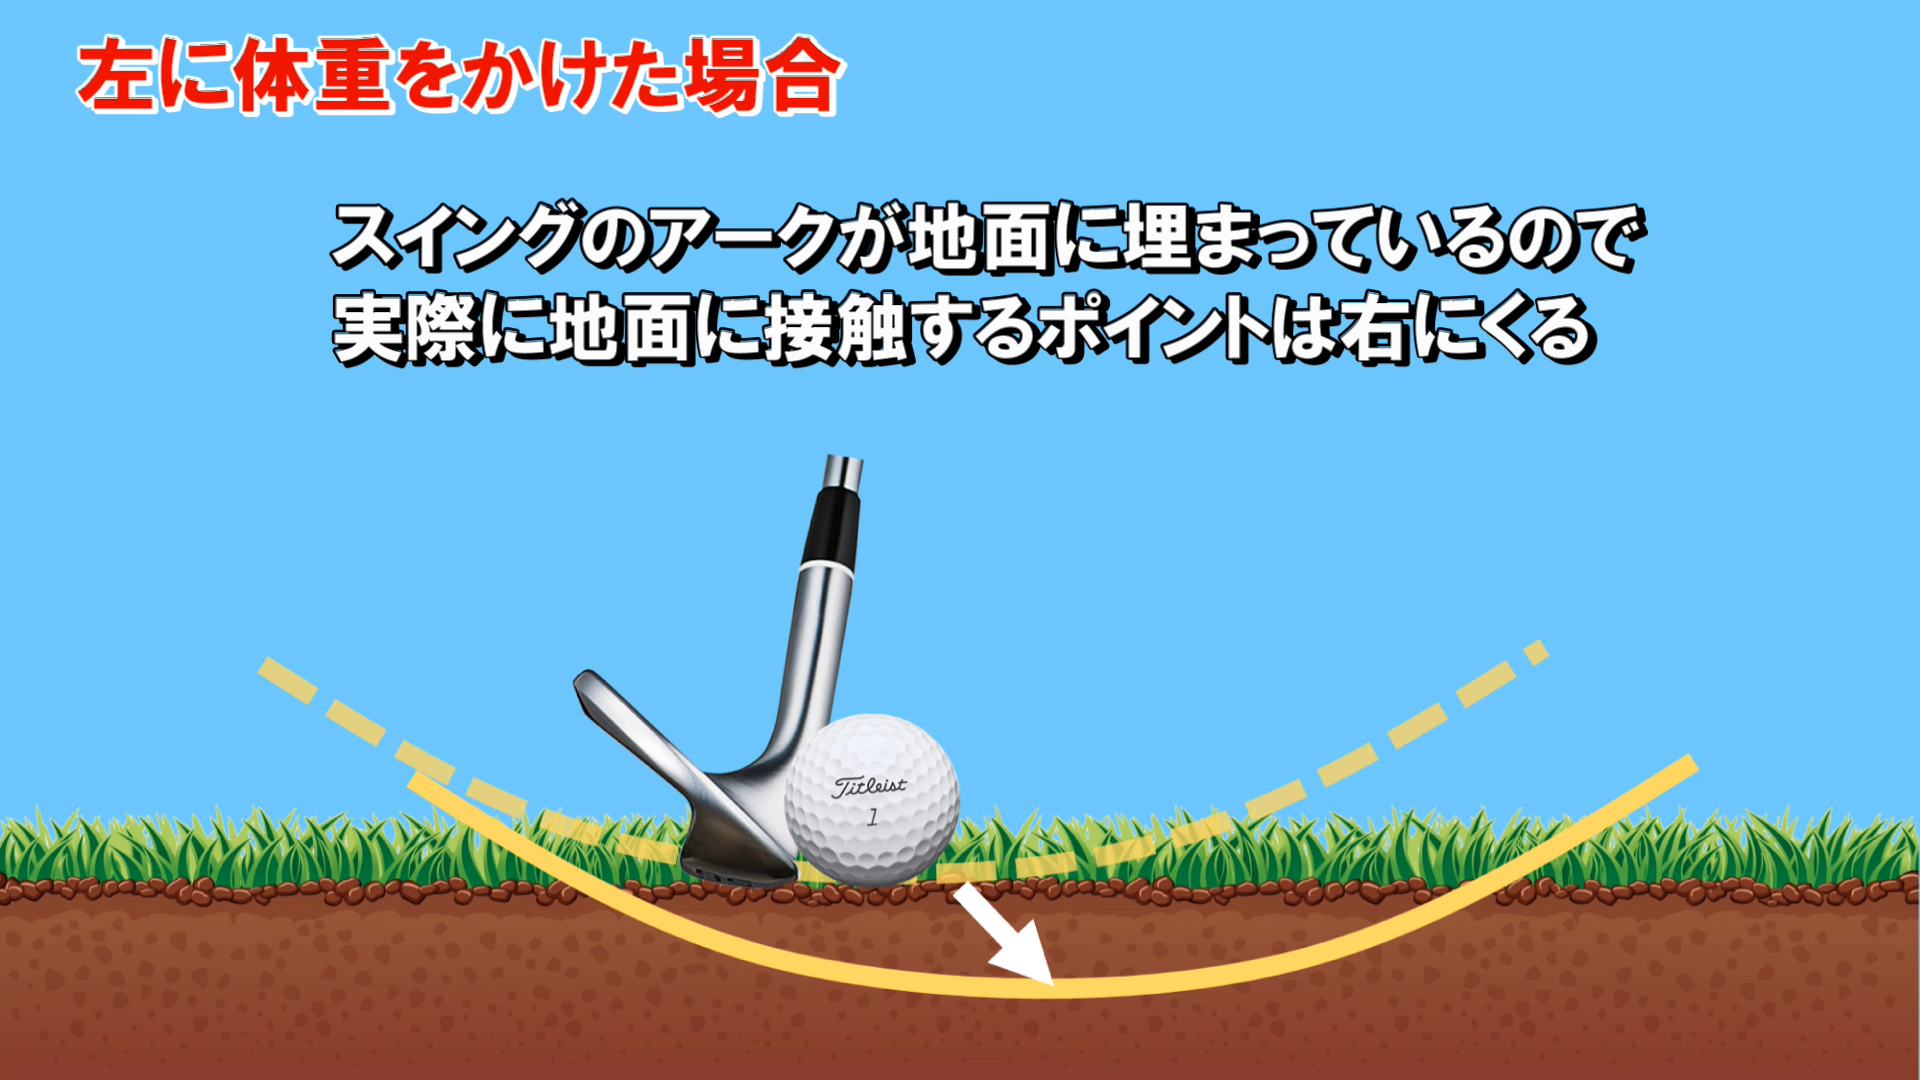 左に体重をかけた場合
スイングのアークが地面に埋まっているので
実際に地面に接触するポイントは右にくる
Titleist
1